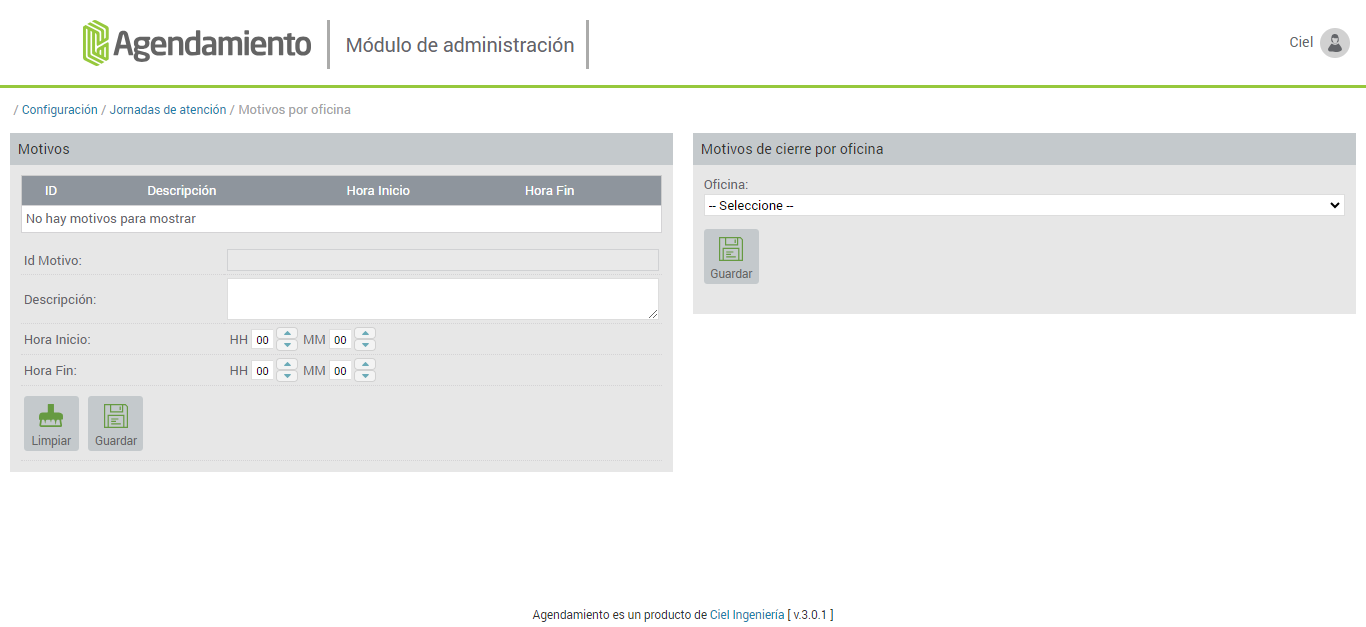 Agendamiento Módulo de administración
Ciel
/ Configuración / Jornadas de atención / Motivos por oficina
Motivos
ID Descripción Hora Inicio Hora Fin
No hay motivos para mostrar
Id Motivo:
Descripción:
Hora Inicio: HH 00 MM 00
Hora Fin: HH 00 MM 00
Limpiar Guardar
Motivos de cierre por oficina
Oficina:
-- Seleccione --
Guardar
Agendamiento es un producto de Ciel Ingeniería [ v.3.0.1 ]